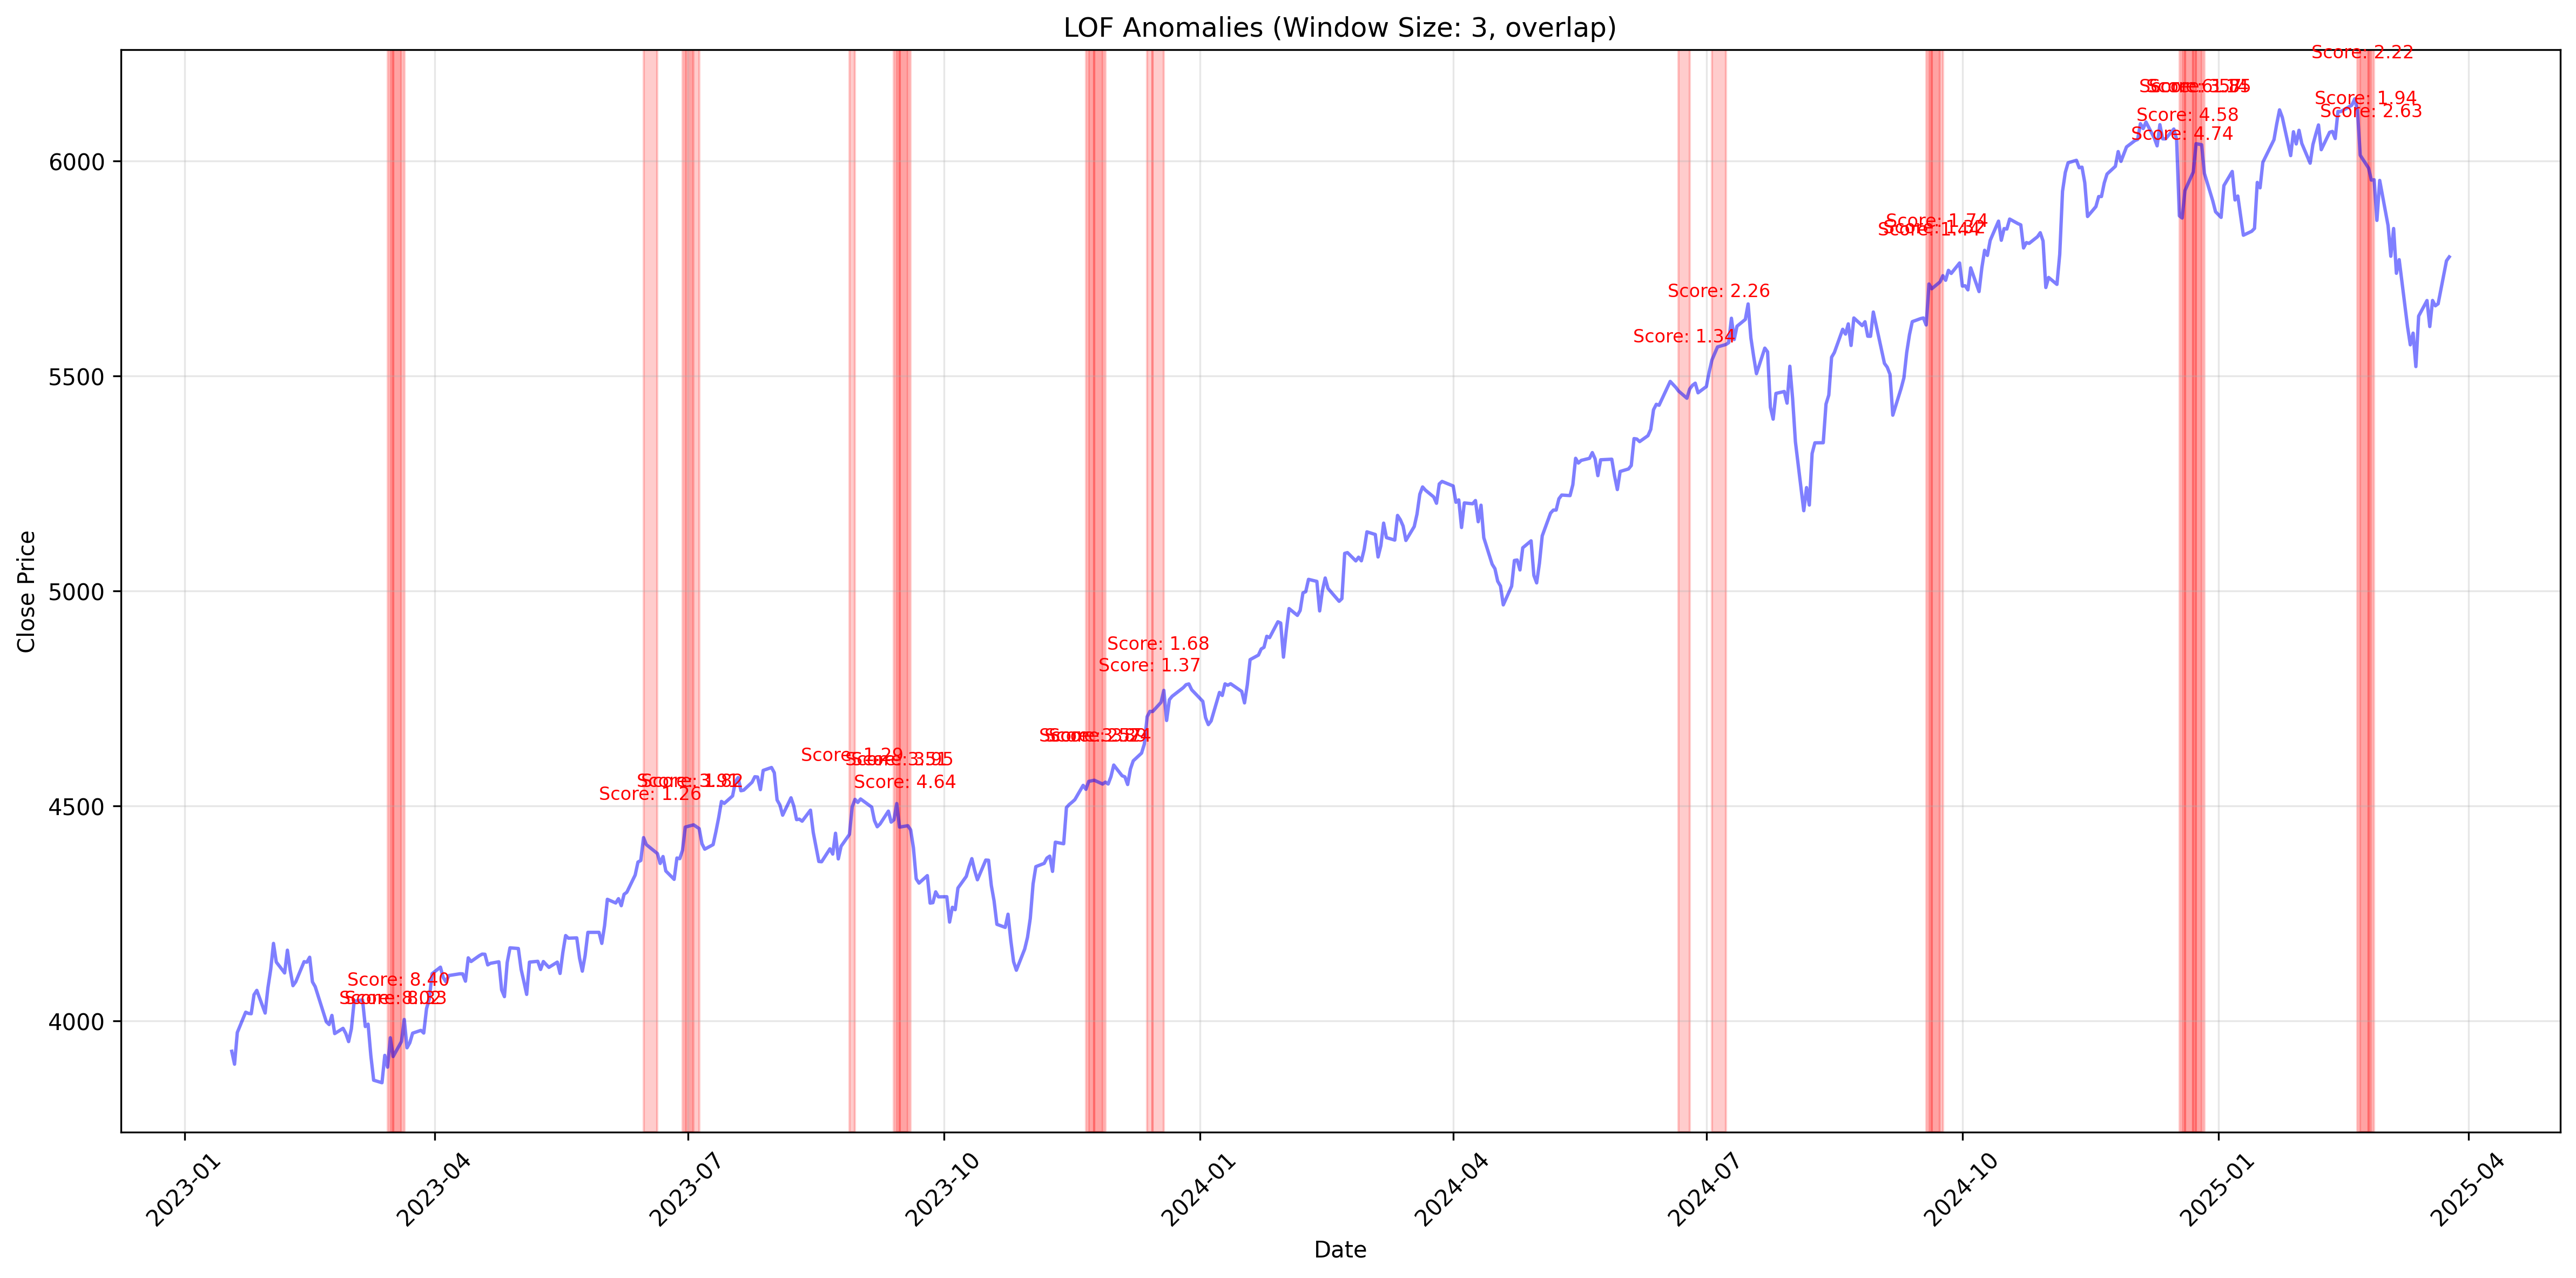 LOF Anomalies (Window Size: 3, overlap)
Score: 2.22
Score: 1.94
Score: 2.63
Score: 4.58
Score: 4.74
Score: 1.74
Score: 2.26
Score: 1.34
Score: 1.68
Score: 1.37
Score: 1.29
Score: 4.64
Score: 1.26
Score: 8.40
Close Price
6000
5500
5000
4500
4000
2023-01
2023-04
2023-07
2023-10
2024-01
2024-04
2024-07
2024-10
2025-01
2025-04
Date